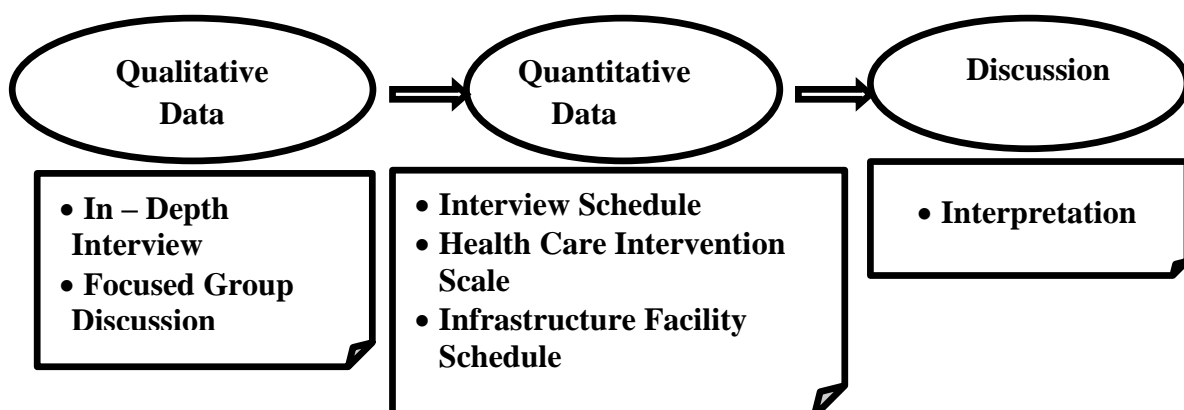 Qualitative
Data
Quantitative
Data
Discussion
• In – Depth
Interview
• Focused Group
Discussion
• Interview Schedule
• Health Care Intervention
Scale
• Infrastructure Facility
Schedule
• Interpretation